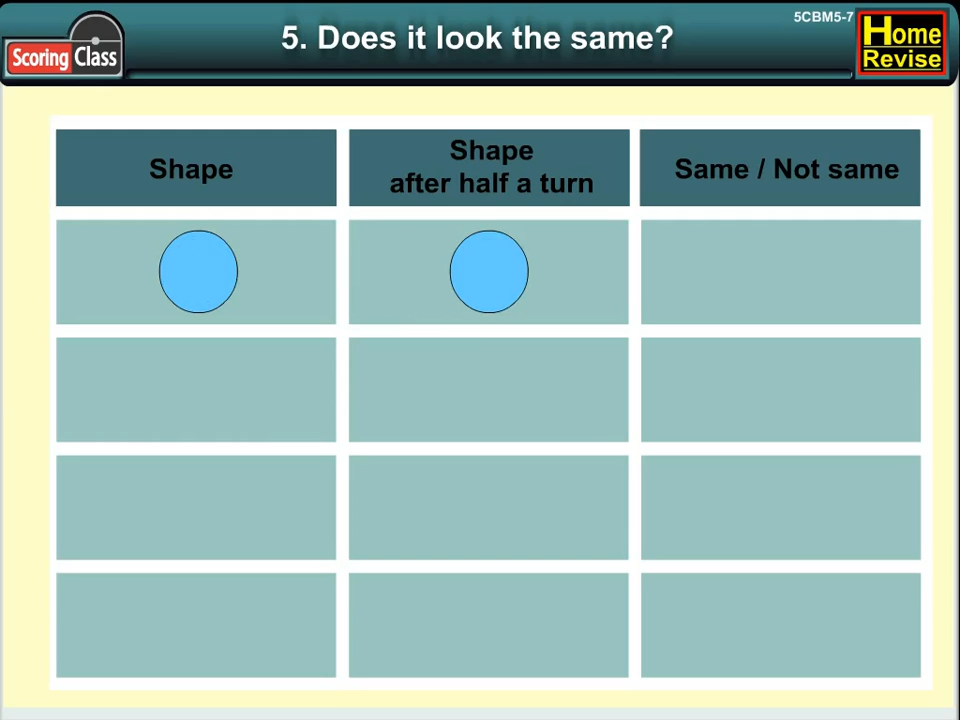 5CBM5-7
Scoring Class
5. Does it look the same?
Home
Revise
Shape
Shape
after half a turn
Same / Not same